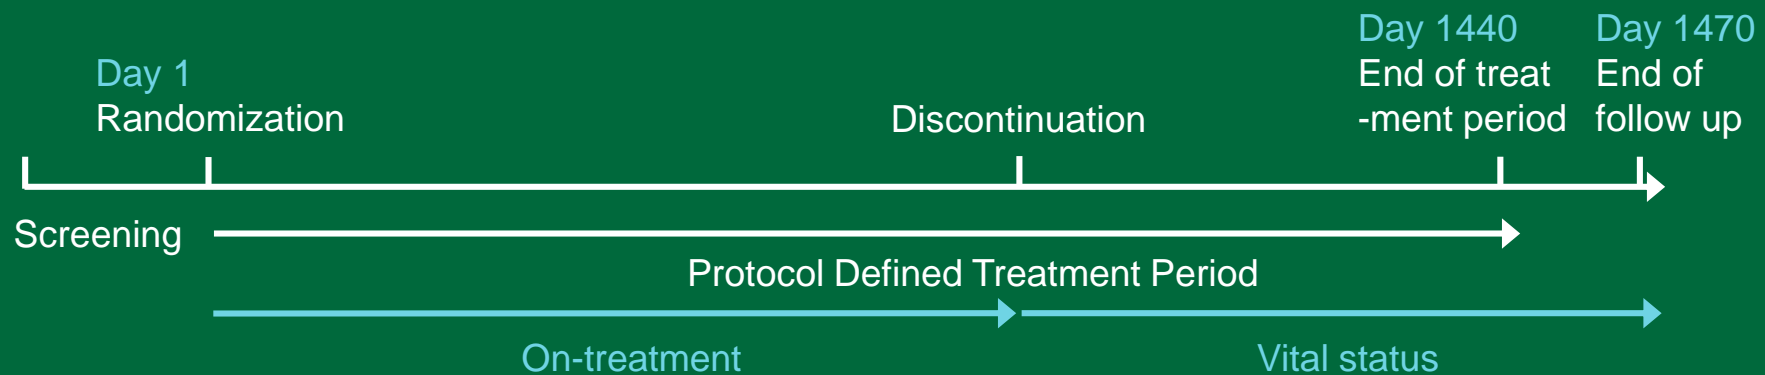 Day 1
Randomization
Discontinuation
Day 1440
End of treat
-ment period
Day 1470
End of
follow up
Screening
Protocol Defined Treatment Period
On-treatment
Vital status